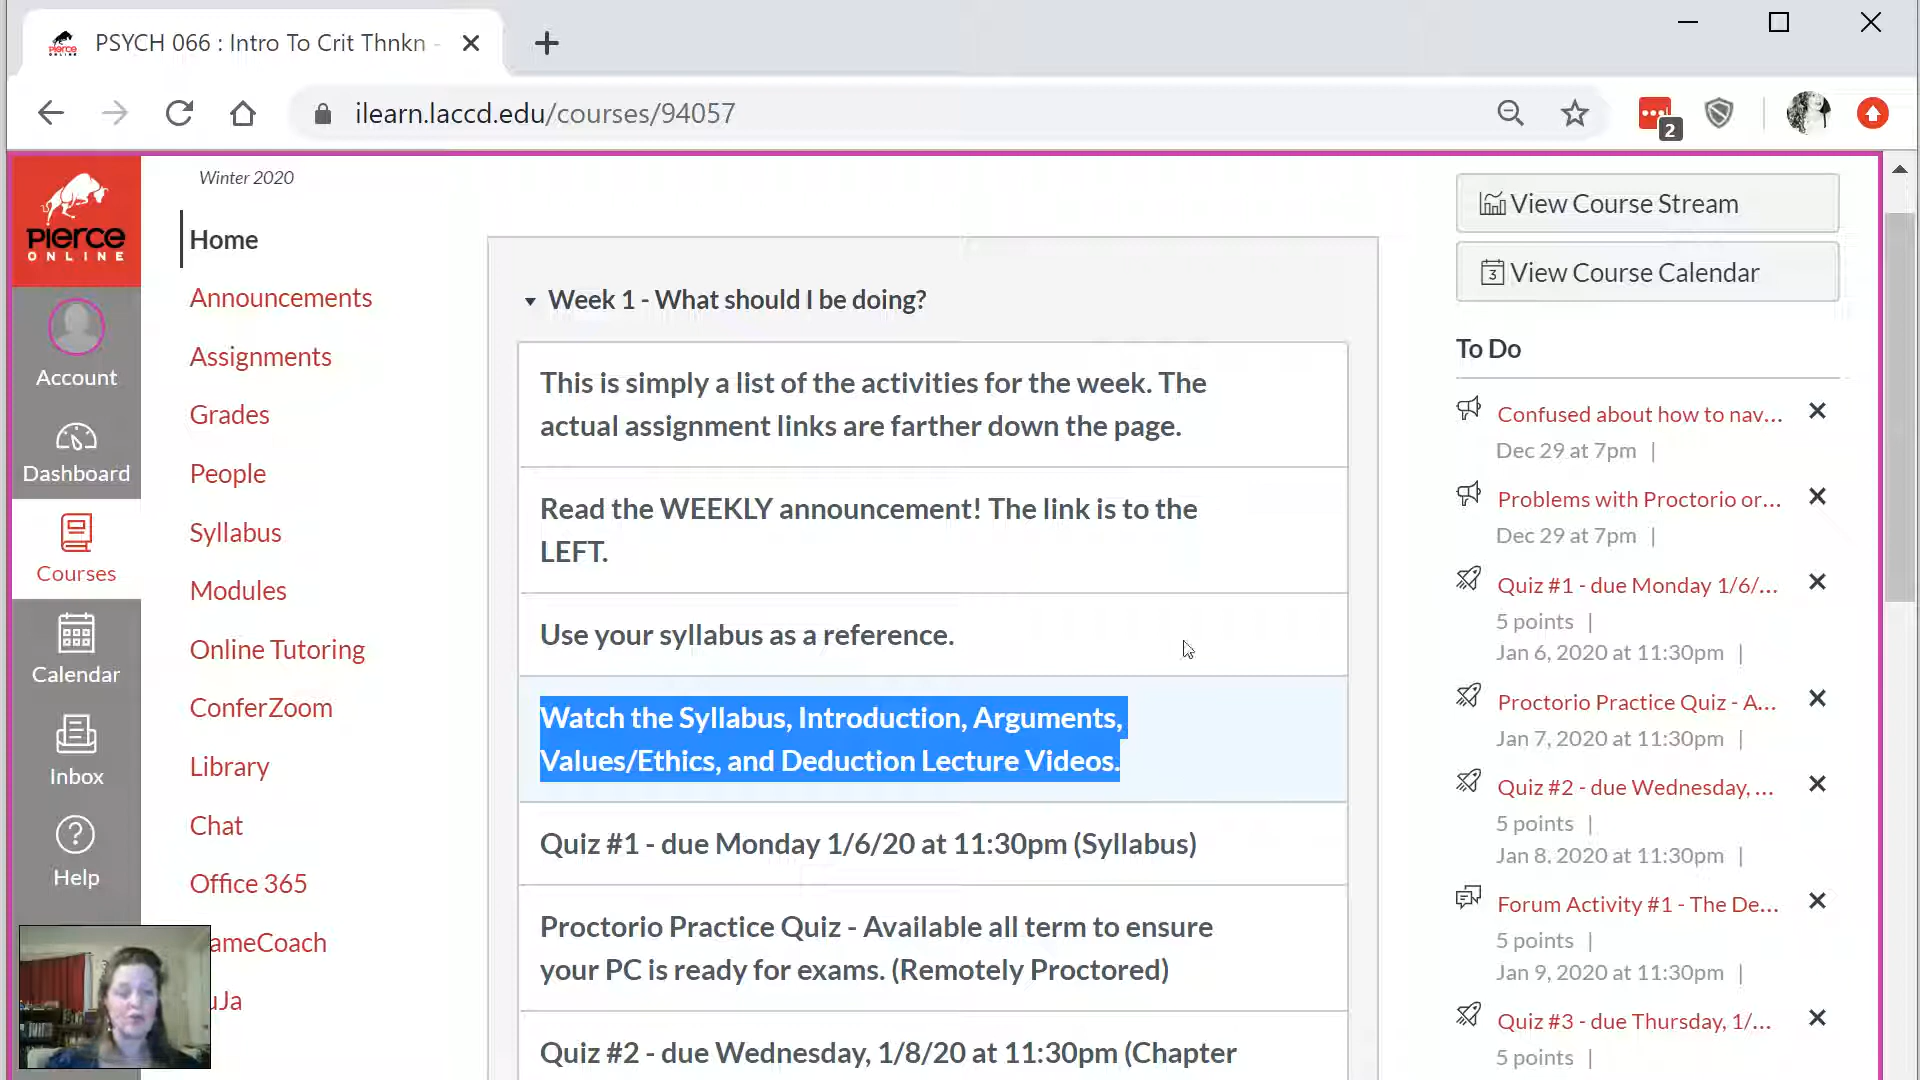 PSYCH 066 : Intro To Crit Thnkn -
ilearn.laccd.edu/courses/94057
2
PIERCE
ONLINE
Account
Dashboard
Courses
Calendar
Inbox
Help
Winter 2020
Home
Announcements
Assignments
Grades
People
Syllabus
Modules
Online Tutoring
ConferZoom
Library
Chat
Office 365
ameCoach
uJa
Week 1 - What should I be doing?
This is simply a list of the activities for the week. The
actual assignment links are farther down the page.
Read the WEEKLY announcement! The link is to the
LEFT.
Use your syllabus as a reference.
Watch the Syllabus, Introduction, Arguments,
Values/Ethics, and Deduction Lecture Videos.
Quiz #1 - due Monday 1/6/20 at 11:30pm (Syllabus)
Proctorio Practice Quiz - Available all term to ensure
your PC is ready for exams. (Remotely Proctored)
Quiz #2 - due Wednesday, 1/8/20 at 11:30pm (Chapter
View Course Stream
3 View Course Calendar
To Do
Confused about how to nav...
Dec 29 at 7pm |
Problems with Proctorio or...
Dec 29 at 7pm |
Quiz #1 - due Monday 1/6/...
5 points |
Jan 6, 2020 at 11:30pm |
Proctorio Practice Quiz - A...
Jan 7, 2020 at 11:30pm |
Quiz #2 - due Wednesday, ...
5 points |
Jan 8, 2020 at 11:30pm |
Forum Activity #1 - The De...
5 points |
Jan 9, 2020 at 11:30pm |
Quiz #3 - due Thursday, 1/...
5 points |